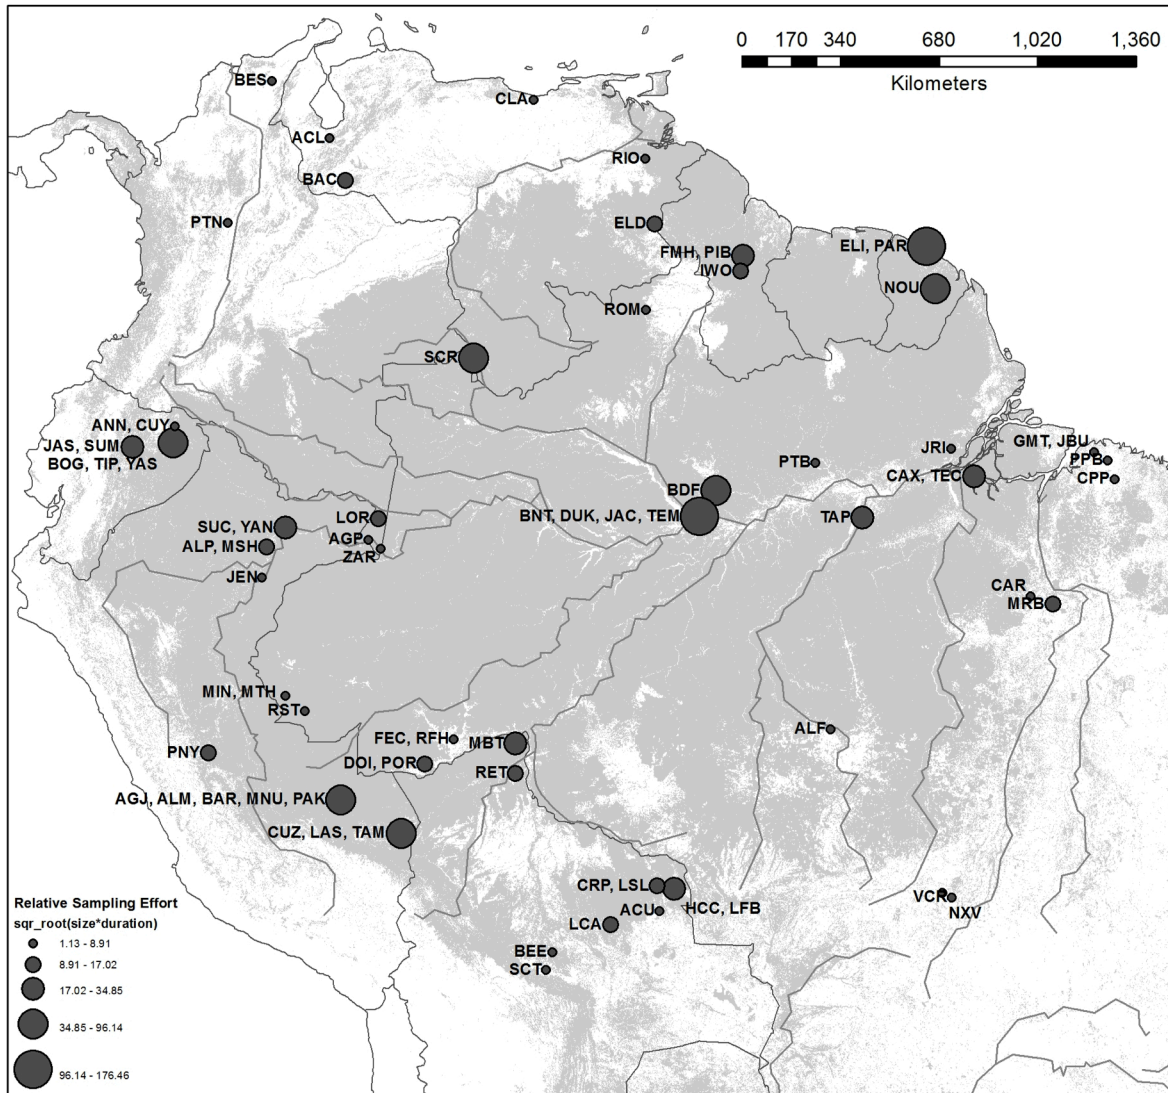 0 170 340 680 1,020 1,360
Kilometers
BES
CLA
ACL
RIO
BAC
PTN
ELD
ELI, PAR
FMH, PIB
IWO
NOU
ROM
SCR
ANN, CUY
JAS, SUM
BOG, TIP, YAS
GMT, JBU
JRI
PPB
PTB
CAX, TEC
CPP
BDF
BNT, DUK, JAC, TEM
TAP
LOR
SUC, YAN
AGP
ALP, MSH
ZAR
JEN
CAR
MRB
MIN, MTH
RST
ALF
FEC, RFH
MBT
PNY
DOI, POR
RET
AGJ, ALM, BAR, MNU, PAK
CUZ, LAS, TAM
CRP, LSL
HCC, LFB
VCR
NXV
ACU
LCA
BEE
SCT
Relative Sampling Effort
sqr_root(size*duration)
1.13 - 8.91
8.91 - 17.02
17.02 - 34.85
34.85 - 96.14
96.14 - 176.46